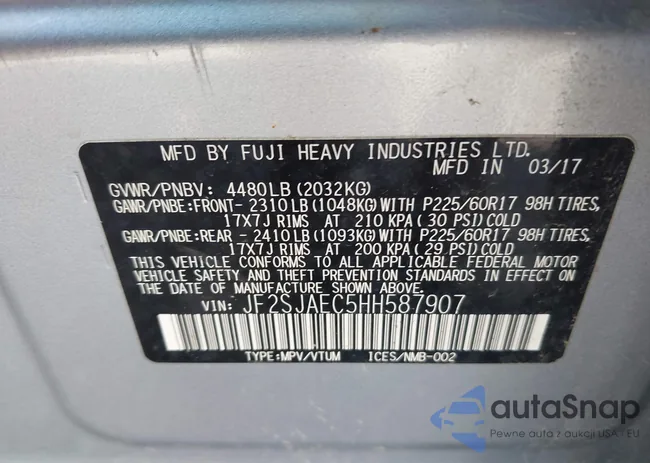 MFD BY FUJI HEAVY INDUSTRIES LTD.
MFD IN 03/17
GVWR/PNBV: 4480LB(2032KG)
GAWR/PNBE:FRONT-2310LB(1048KG)WITH P225/60R17 98H TIRES,
17X7J RIMS AT 210 KPA(30 PSI)COLD
GAWR/PNBE:REAR -2410LB(1093KG)WITH P225/60R17 98H TIRES,
17X7J RIMS AT 200 KPA(29 PSI)COLD
THIS VEHICLE CONFORMS TO ALL APPLICABLE FEDERAL MOTOR
VEHICLE SAFETY AND THEFT PREVENTION STANDARDS IN EFFECT
ON THE DATE OF MANUFACTURE SHOWN ABOVE.
VIN: JF2SJAEC5HH587907
TYPE:MPV/VTUM ICES/NMB-002
autaSnap
Pewne auta z aukcji USA - EU